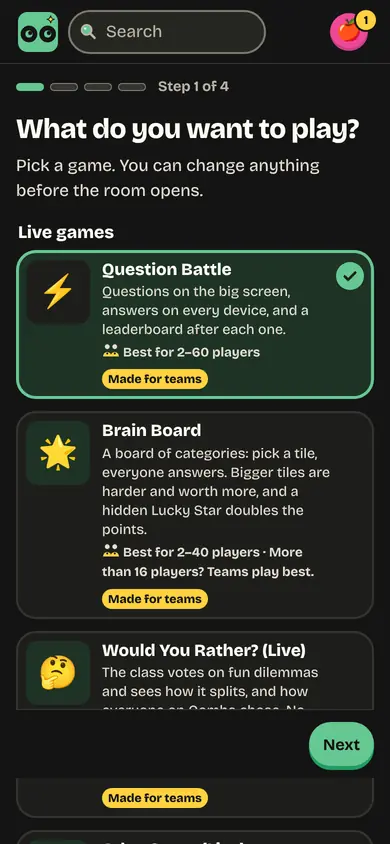 Search
1
Step 1 of 4
What do you want to play?
Pick a game. You can change anything
before the room opens.
Live games
Question Battle
Questions on the big screen,
answers on every device, and a
leaderboard after each one.
Best for 2–60 players
Made for teams
Brain Board
A board of categories: pick a tile,
everyone answers. Bigger tiles are
harder and worth more, and a
hidden Lucky Star doubles the
points.
Best for 2–40 players · More
than 16 players? Teams play best.
Made for teams
Would You Rather? (Live)
The class votes on fun dilemmas
and sees how it splits, and how
Next
Made for teams